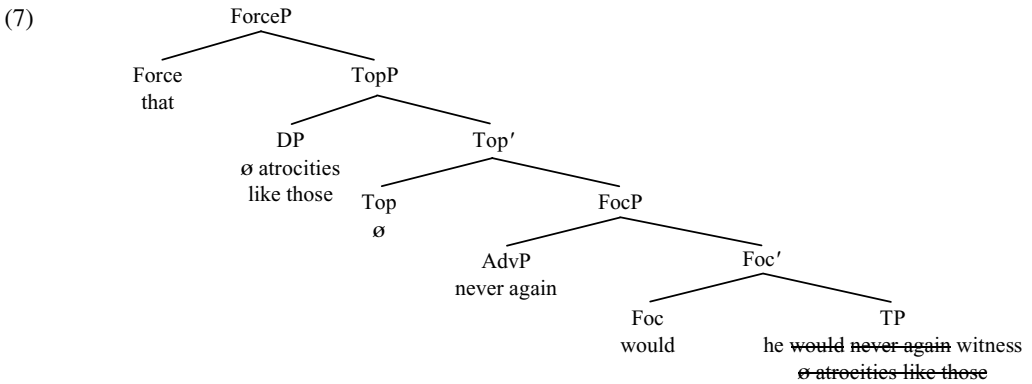 (7)
ForceP
Force TopP
that
DP Top′
ø atrocities
like those
Top FocP
ø
AdvP Foc′
never again
Foc TP
would he would never again witness
ø atrocities like those